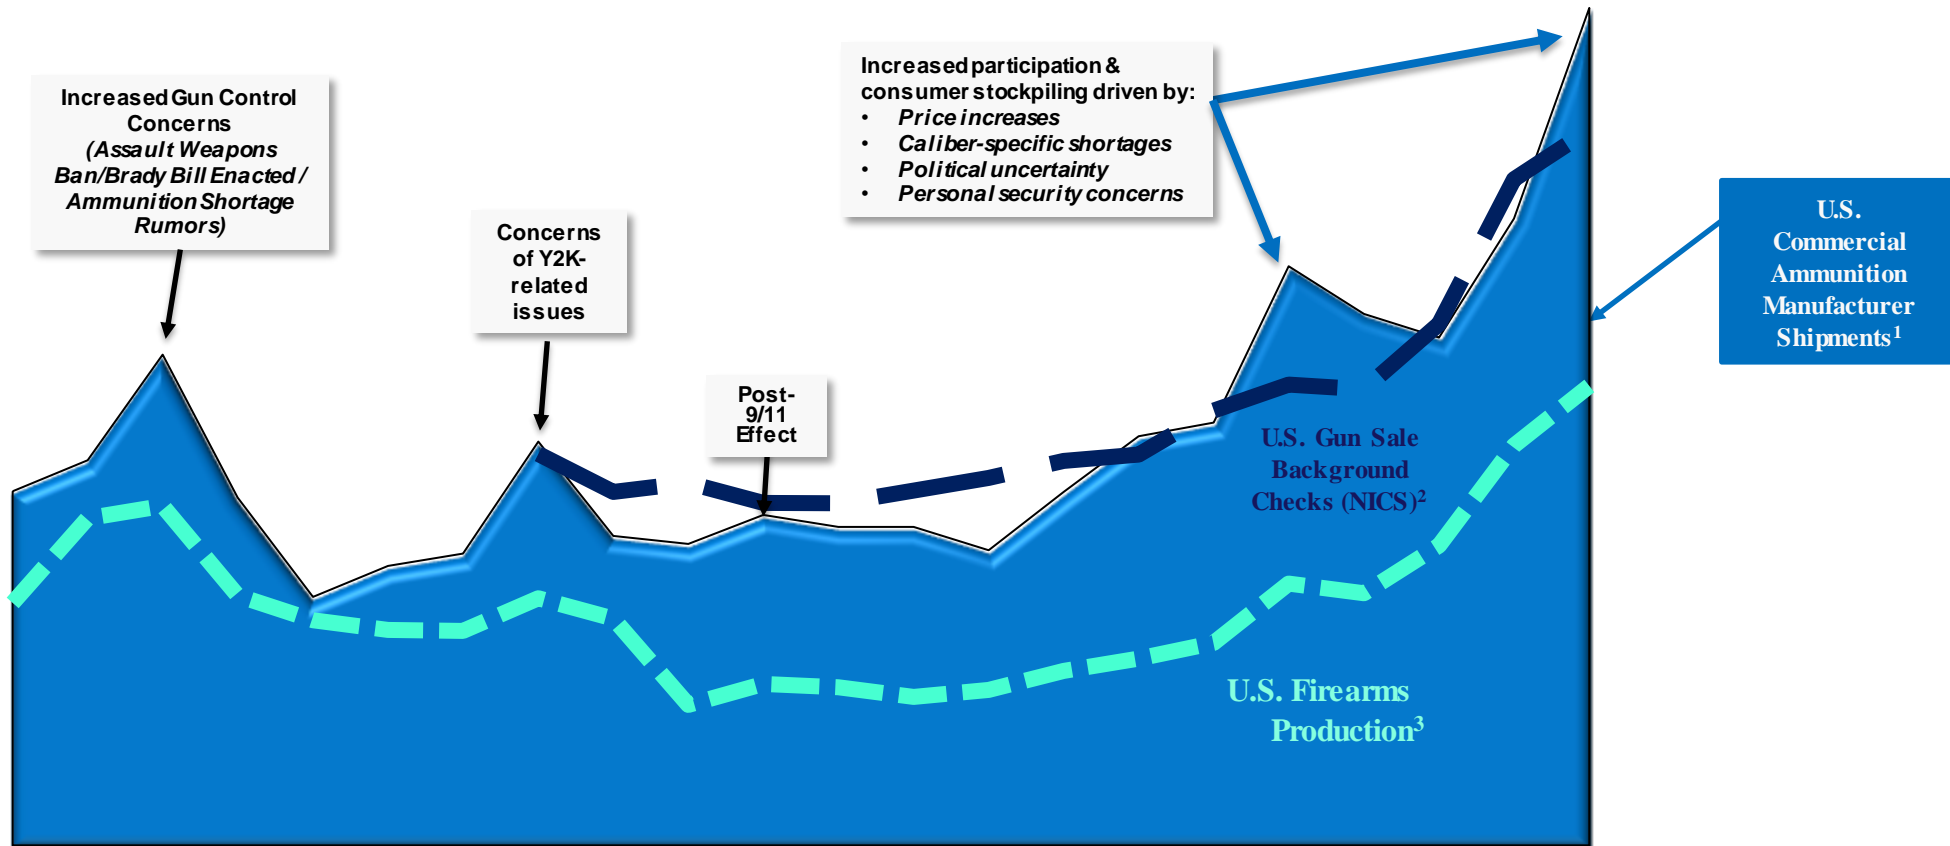 Increased Gun Control
Concerns
(Assault Weapons
Ban/Brady Bill Enacted /
Ammunition Shortage
Rumors)
Concerns
of Y2K-
related
issues
Post-
9/11
Effect
Increased participation &
consumer stockpiling driven by:
• Price increases
• Caliber-specific shortages
• Political uncertainty
• Personal security concerns
U.S.
Commercial
Ammunition
Manufacturer
Shipments¹
U.S. Gun Sale
Background
Checks (NICS)²
U.S. Firearms
Production³